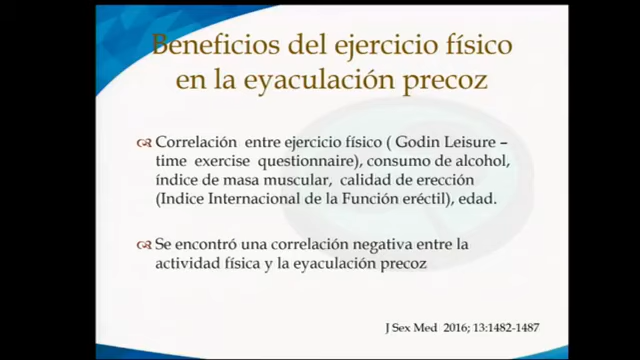 Beneficios del ejercicio físico
en la eyaculación precoz
Correlación entre ejercicio físico ( Godin Leisure –
time exercise questionnaire), consumo de alcohol,
índice de masa muscular, calidad de erección
(Indice Internacional de la Función eréctil), edad.
Se encontró una correlación negativa entre la
actividad física y la eyaculación precoz
J Sex Med 2016; 13:1482-1487